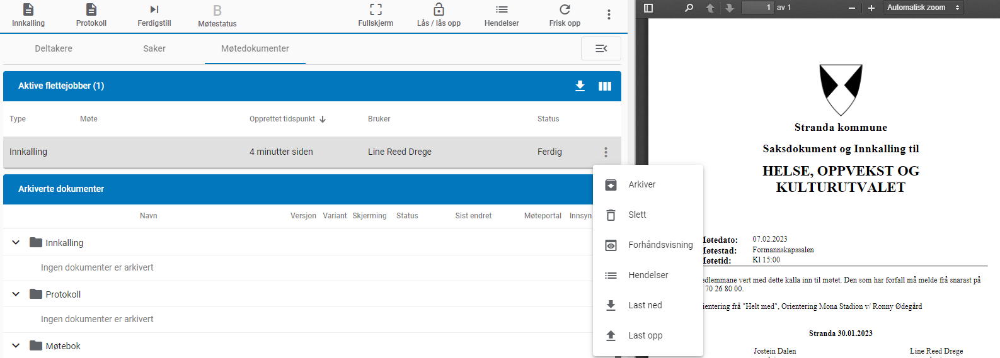 Innkalling Protokoll Ferdigstill B Møtestatus Fullskjerm Lås / lås opp Hendelser Frisk opp
Deltakere Saker Møtedokumenter
Aktive flettejobber (1)
Type Møte Opprettet tidspunkt Bruker Status
Innkalling 4 minutter siden Line Reed Drege Ferdig
Arkiverte dokumenter
Navn Versjon Variant Skjerming Status Sist endret Møteportal Innsyn
Innkalling
Ingen dokumenter er arkivert
Protokoll
Ingen dokumenter er arkivert
Møtebok
Arkiver
Slett
Forhåndsvisning
Hendelser
Last ned
Last opp
1 av 1 Automatisk zoom
Stranda kommune
Saksdokument og Innkalling til
HELSE, OPPVEKST OG
KULTURUTVALET
løtedato: 07.02.2023
løtestad: Formannskapssalen
løtetid: Kl 15:00
edlemmane vert med dette kalla inn til møtet. Den som har forfall må melde frå snarast på
70 26 80 00.
ientering frå "Helt med", Orientering Mona Stadion v/ Ronny Ødegård
Stranda 30.01.2023
Jostein Dalen Line Reed Drege